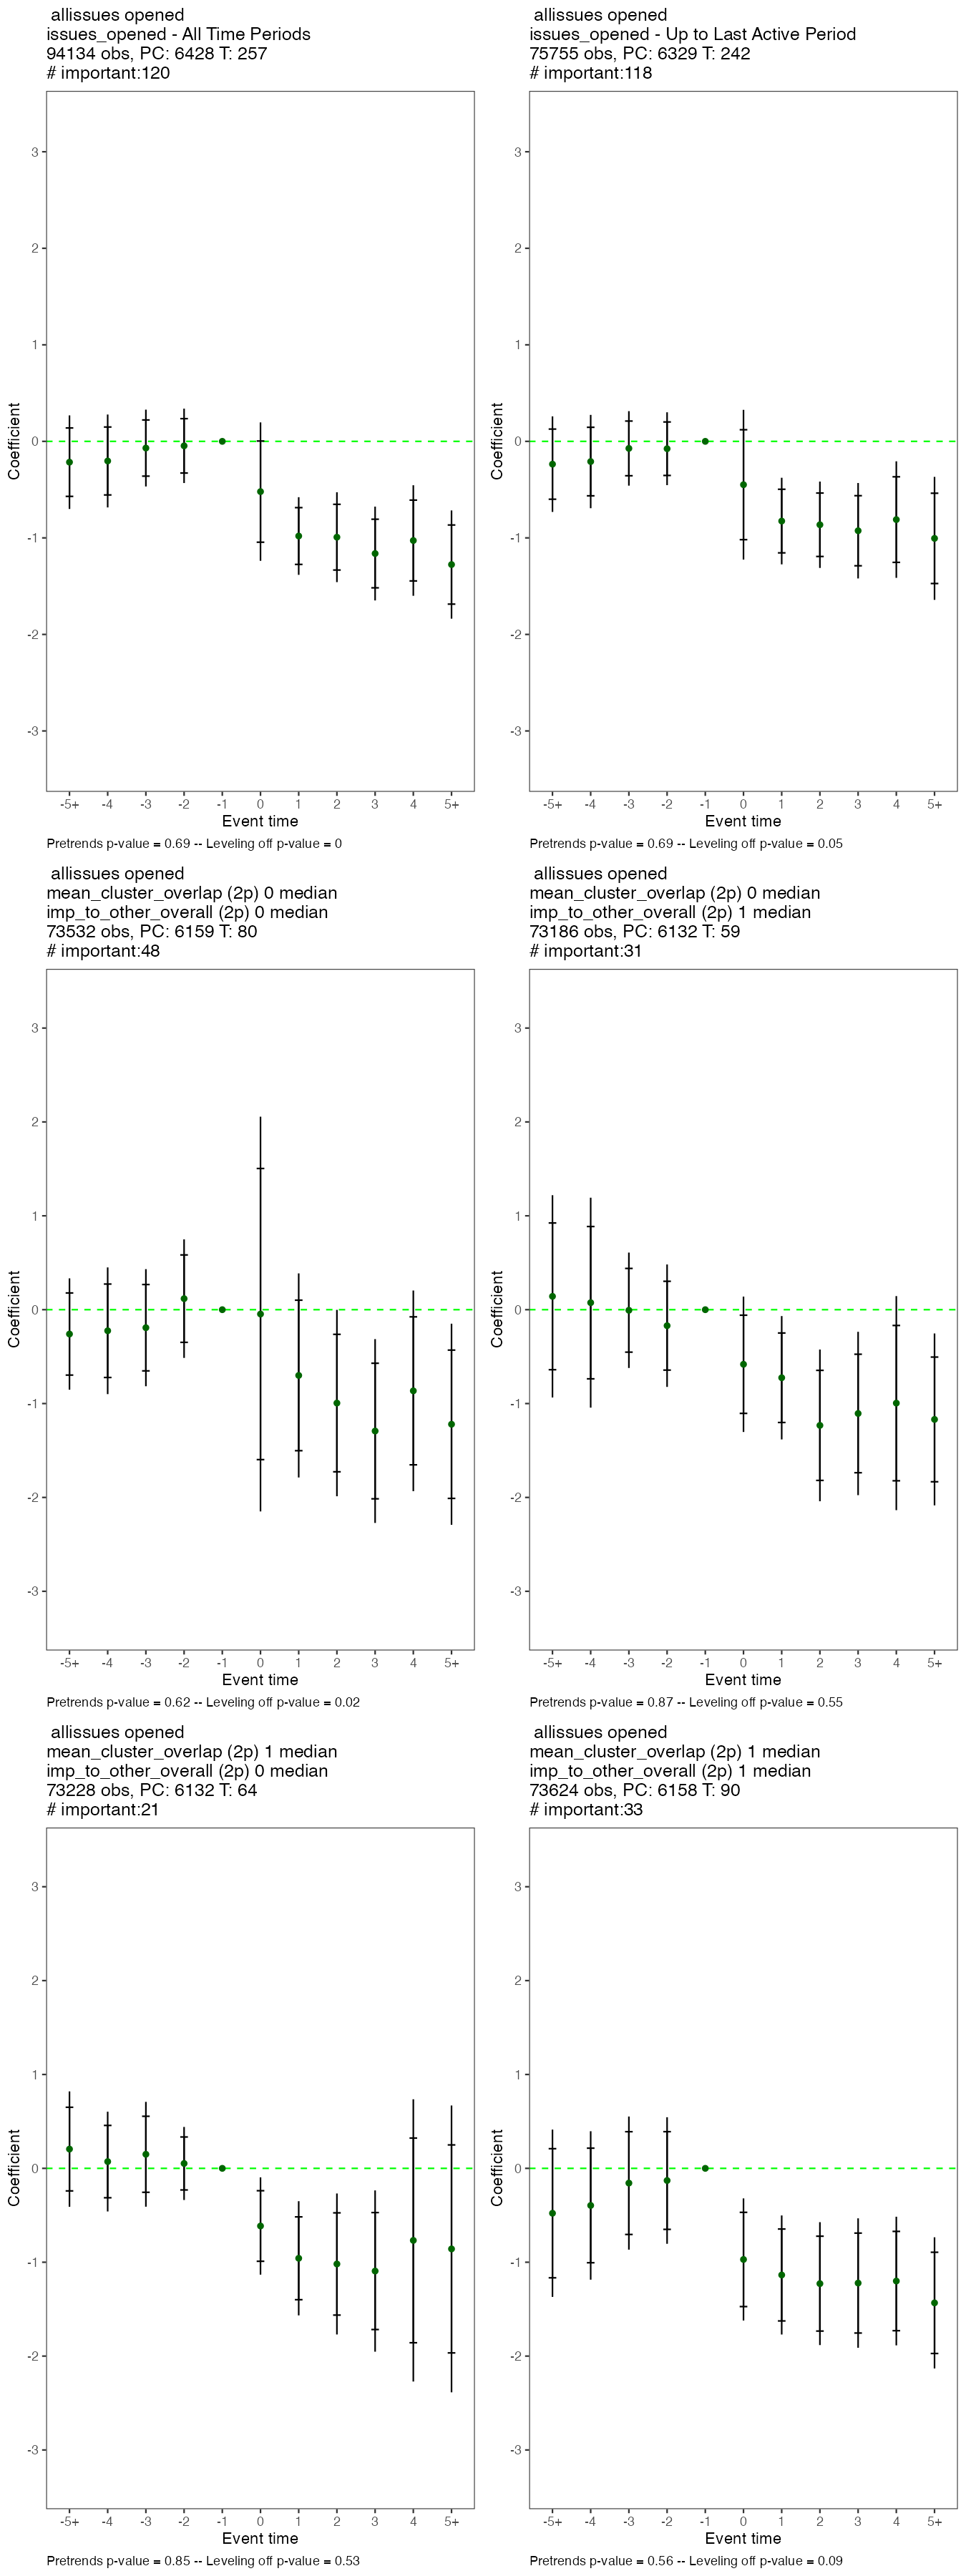 allissues opened
issues_opened - All Time Periods
94134 obs, PC: 6428 T: 257
# important:120
3
2
1
0
-1
-2
-3
Coefficient
-5+ -4 -3 -2 -1 0 1 2 3 4 5+
Event time
Pretrends p-value = 0.69 -- Leveling off p-value = 0
allissues opened
issues_opened - Up to Last Active Period
75755 obs, PC: 6329 T: 242
# important:118
3
2
1
0
-1
-2
-3
Coefficient
-5+ -4 -3 -2 -1 0 1 2 3 4 5+
Event time
Pretrends p-value = 0.69 -- Leveling off p-value = 0.05
allissues opened
mean_cluster_overlap (2p) 0 median
imp_to_other_overall (2p) 0 median
73532 obs, PC: 6159 T: 80
# important:48
3
2
1
0
-1
-2
-3
Coefficient
-5+ -4 -3 -2 -1 0 1 2 3 4 5+
Event time
Pretrends p-value = 0.62 -- Leveling off p-value = 0.02
allissues opened
mean_cluster_overlap (2p) 0 median
imp_to_other_overall (2p) 1 median
73186 obs, PC: 6132 T: 59
# important:31
3
2
1
0
-1
-2
-3
Coefficient
-5+ -4 -3 -2 -1 0 1 2 3 4 5+
Event time
Pretrends p-value = 0.87 -- Leveling off p-value = 0.55
allissues opened
mean_cluster_overlap (2p) 1 median
imp_to_other_overall (2p) 0 median
73228 obs, PC: 6132 T: 64
# important:21
3
2
1
0
-1
-2
-3
Coefficient
-5+ -4 -3 -2 -1 0 1 2 3 4 5+
Event time
Pretrends p-value = 0.85 -- Leveling off p-value = 0.53
allissues opened
mean_cluster_overlap (2p) 1 median
imp_to_other_overall (2p) 1 median
73624 obs, PC: 6158 T: 90
# important:33
3
2
1
0
-1
-2
-3
Coefficient
-5+ -4 -3 -2 -1 0 1 2 3 4 5+
Event time
Pretrends p-value = 0.56 -- Leveling off p-value = 0.09